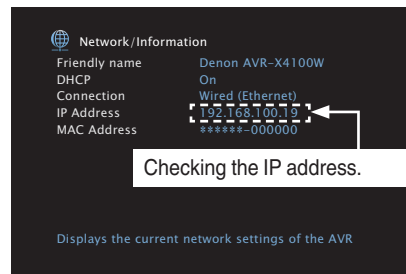 Network/Information
Friendly name Denon AVR-X4100W
DHCP On
Connection Wired (Ethernet)
IP Address 192.168.100.19
MAC Address ******-000000
Checking the IP address.
Displays the current network settings of the AVR